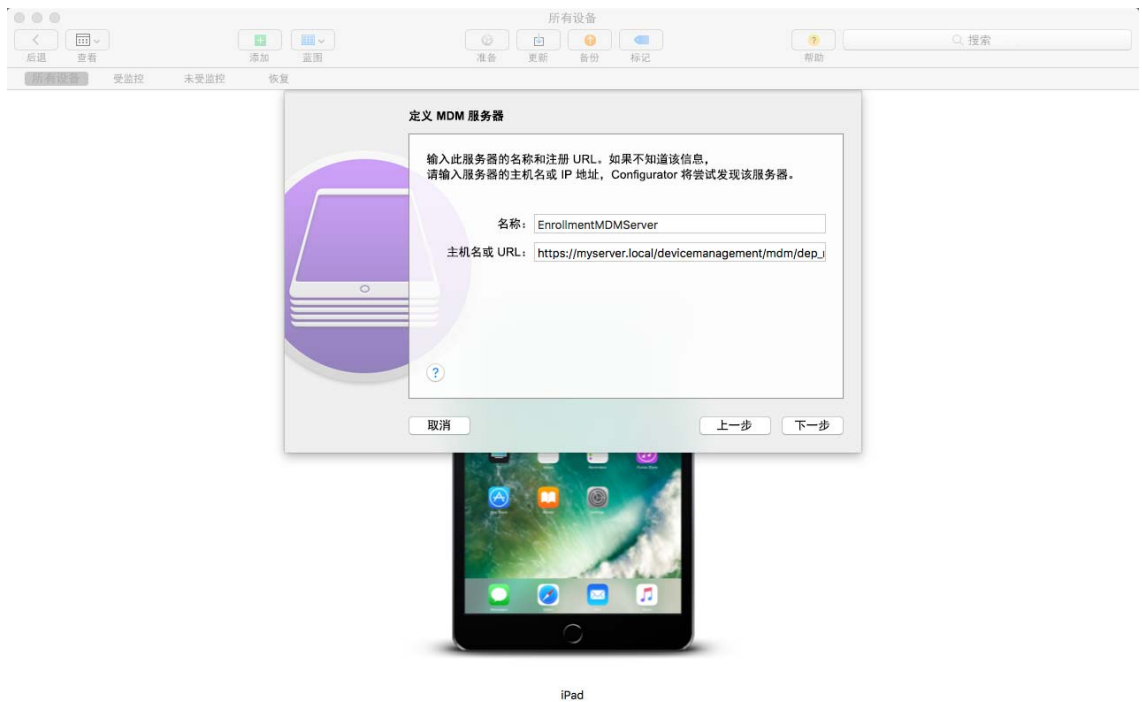 所有设备
后退
查看
添加
蓝图
准备
更新
备份
标记
帮助
搜索
所有设备
受监控
未受监控
恢复
定义 MDM 服务器
输入此服务器的名称和注册 URL。如果不知道该信息，
请输入服务器的主机名或 IP 地址，Configurator 将尝试发现该服务器。
名称： EnrollmentMDMServer
主机名或 URL： https://myserver.local/devicemanagement/mdm/dep_
?
取消
上一步
下一步
iPad